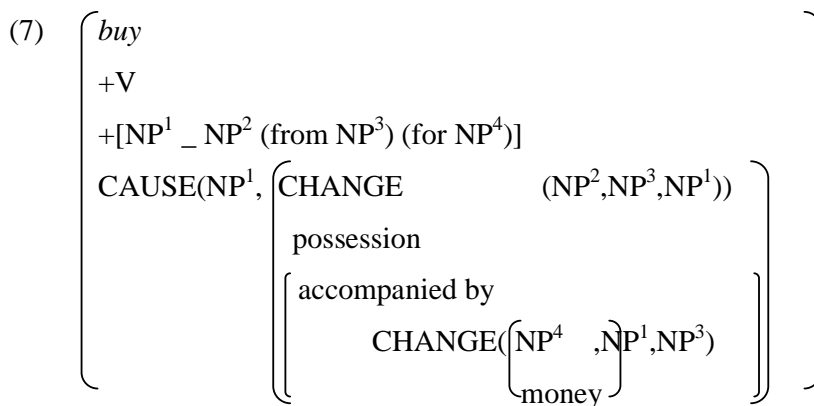 (7) buy
+V
+[NP¹ _ NP² (from NP³) (for NP⁴)]
CAUSE(NP¹, CHANGE (NP²,NP³,NP¹))
possession
accompanied by
CHANGE(NP⁴ ,NP¹,NP³)
money